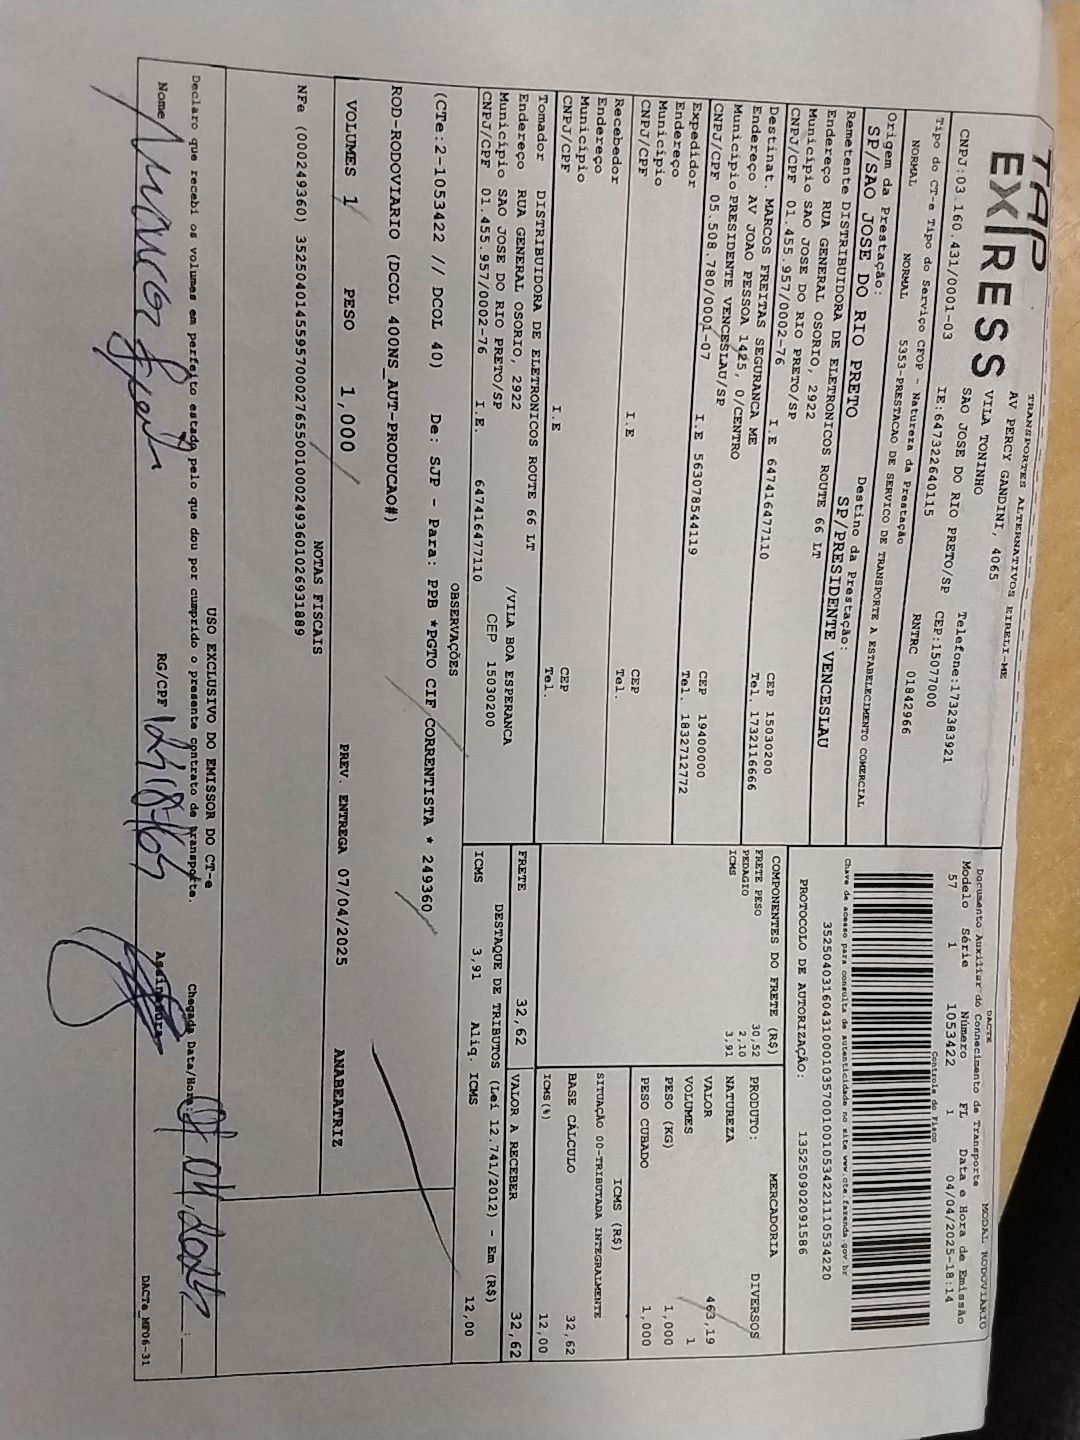 TRANSPORTES ALTERNATIVOS EIRELI-ME
TAP EXPRESS
AV PERCY GANDINI, 4065
VILA TONINHO
SAO JOSE DO RIO PRETO/SP
Telefone:1732383921
CNPJ:03.160.431/0001-03 IE:647322640115 CEP:15077000
Tipo do CT-e Tipo do Serviço CFOP - Natureza da Prestação RNTRC 01842966
NORMAL NORMAL 5353-PRESTACAO DE SERVICO DE TRANSPORTE A ESTABELECIMENTO COMERCIAL
Origem da Prestação: Destino da Prestação:
SP/SAO JOSE DO RIO PRETO SP/PRESIDENTE VENCESLAU
Remetente DISTRIBUIDORA DE ELETRONICOS ROUTE 66 LT
Endereço RUA GENERAL OSORIO, 2922
Município SAO JOSE DO RIO PRETO/SP CEP 15030200
CNPJ/CPF 01.455.957/0002-76 I.E 647416477110 Tel. 1732116666
Destinat. MARCOS FREITAS SEGURANCA ME
Endereço AV JOAO PESSOA 1425, 0/CENTRO
Município PRESIDENTE VENCESLAU/SP CEP 19400000
CNPJ/CPF 05.508.780/0001-07 I.E 563078544119 Tel. 1832712772
Expedidor
Endereço
Município CEP
CNPJ/CPF I.E Tel.
Recebedor
Endereço
Município CEP
CNPJ/CPF I.E Tel.
Tomador DISTRIBUIDORA DE ELETRONICOS ROUTE 66 LT
Endereço RUA GENERAL OSORIO, 2922 /VILA BOA ESPERANCA
Município SAO JOSE DO RIO PRETO/SP CEP 15030200
CNPJ/CPF 01.455.957/0002-76 I.E. 647416477110
DACTE MODAL RODOVIARIO
Documento Auxiliar do Conhecimento de Transporte
Modelo Série Número FL Data e Hora de Emissão
57 1 1053422 1 04/04/2025-18:14
Controle do Fisco
Chave de acesso para consulta de autenticidade no site www.cte.fazenda.gov.br
35250403160431000103570010010534221110534220
PROTOCOLO DE AUTORIZAÇÃO: 135250902091586
COMPONENTES DO FRETE (R$)
FRETE PESO 30,52
PEDAGIO 2,10
ICMS 3,91
MERCADORIA
PRODUTO: DIVERSOS
NATUREZA
VALOR 463,19
VOLUMES 1
PESO (KG) 1,000
PESO CUBADO 1,000
ICMS (R$)
SITUAÇÃO 00-TRIBUTADA INTEGRALMENTE
BASE CÁLCULO 32,62
ICMS(%) 12,00
FRETE 32,62 VALOR A RECEBER 32,62
DESTAQUE DE TRIBUTOS (Lei 12.741/2012) - Em (R$)
ICMS 3,91 Aliq. ICMS 12,00
OBSERVAÇÕES
(CTe:2-1053422 // DCOL 40) De: SJP - Para: PPB *PGTO CIF CORRENTISTA * 249360
ROD-RODOVIARIO (DCOL 400NS_AUT-PRODUCAO#)
VOLUMES 1 PESO 1,000 PREV. ENTREGA 07/04/2025 ANABEATRIZ
NOTAS FISCAIS
NFe (000249360) 35250401455957000276550010002493601026931889
USO EXCLUSIVO DO EMISSOR DO CT-e
Declaro que recebi os volumes em perfeito estado pelo que dou por cumprido o presente contrato de transporte. Chegada Data/Hora: 07.04.2025
Nome Marcos RG/CPF Assinatura
DACTe_MF06-31